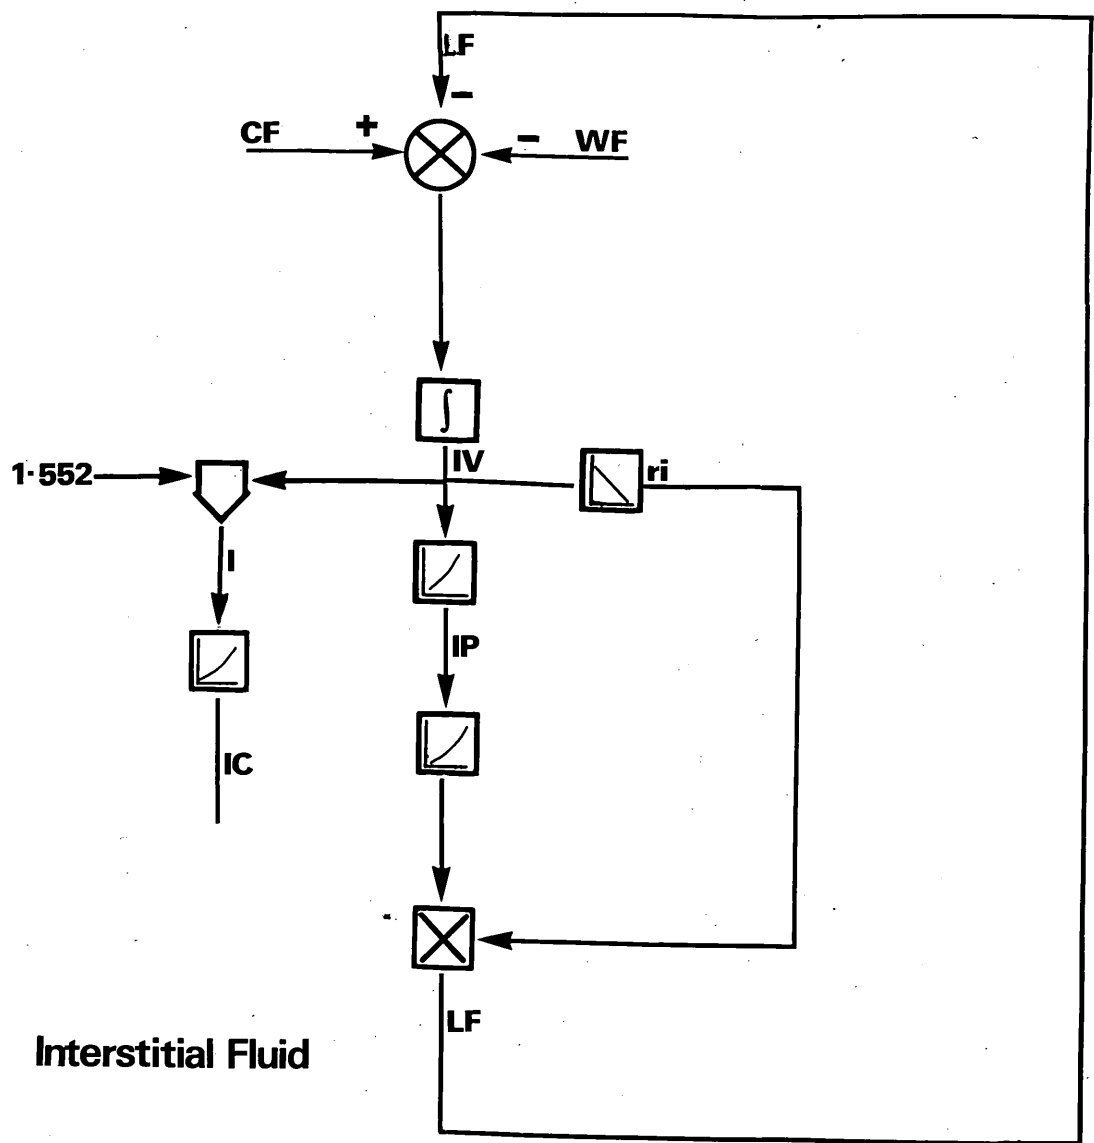 LF
−
CF
+
−
WF
∫
IV
1·552
ri
I
IP
IC
LF
Interstitial Fluid